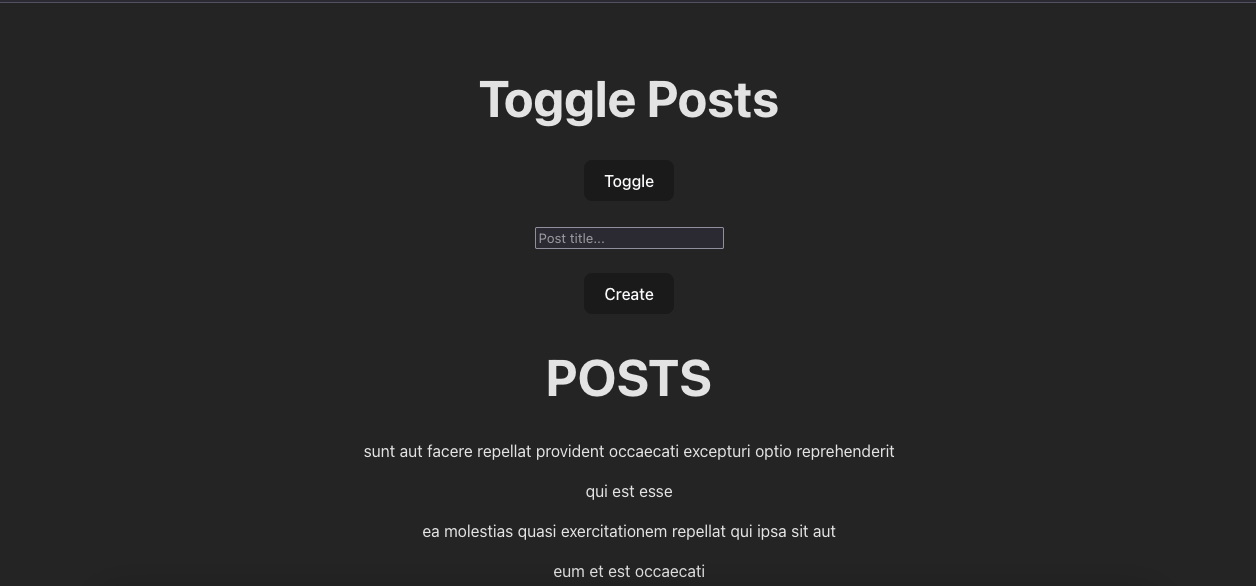 Toggle Posts
Toggle
Post title...
Create
POSTS
sunt aut facere repellat provident occaecati excepturi optio reprehenderit
qui est esse
ea molestias quasi exercitationem repellat qui ipsa sit aut
eum et est occaecati